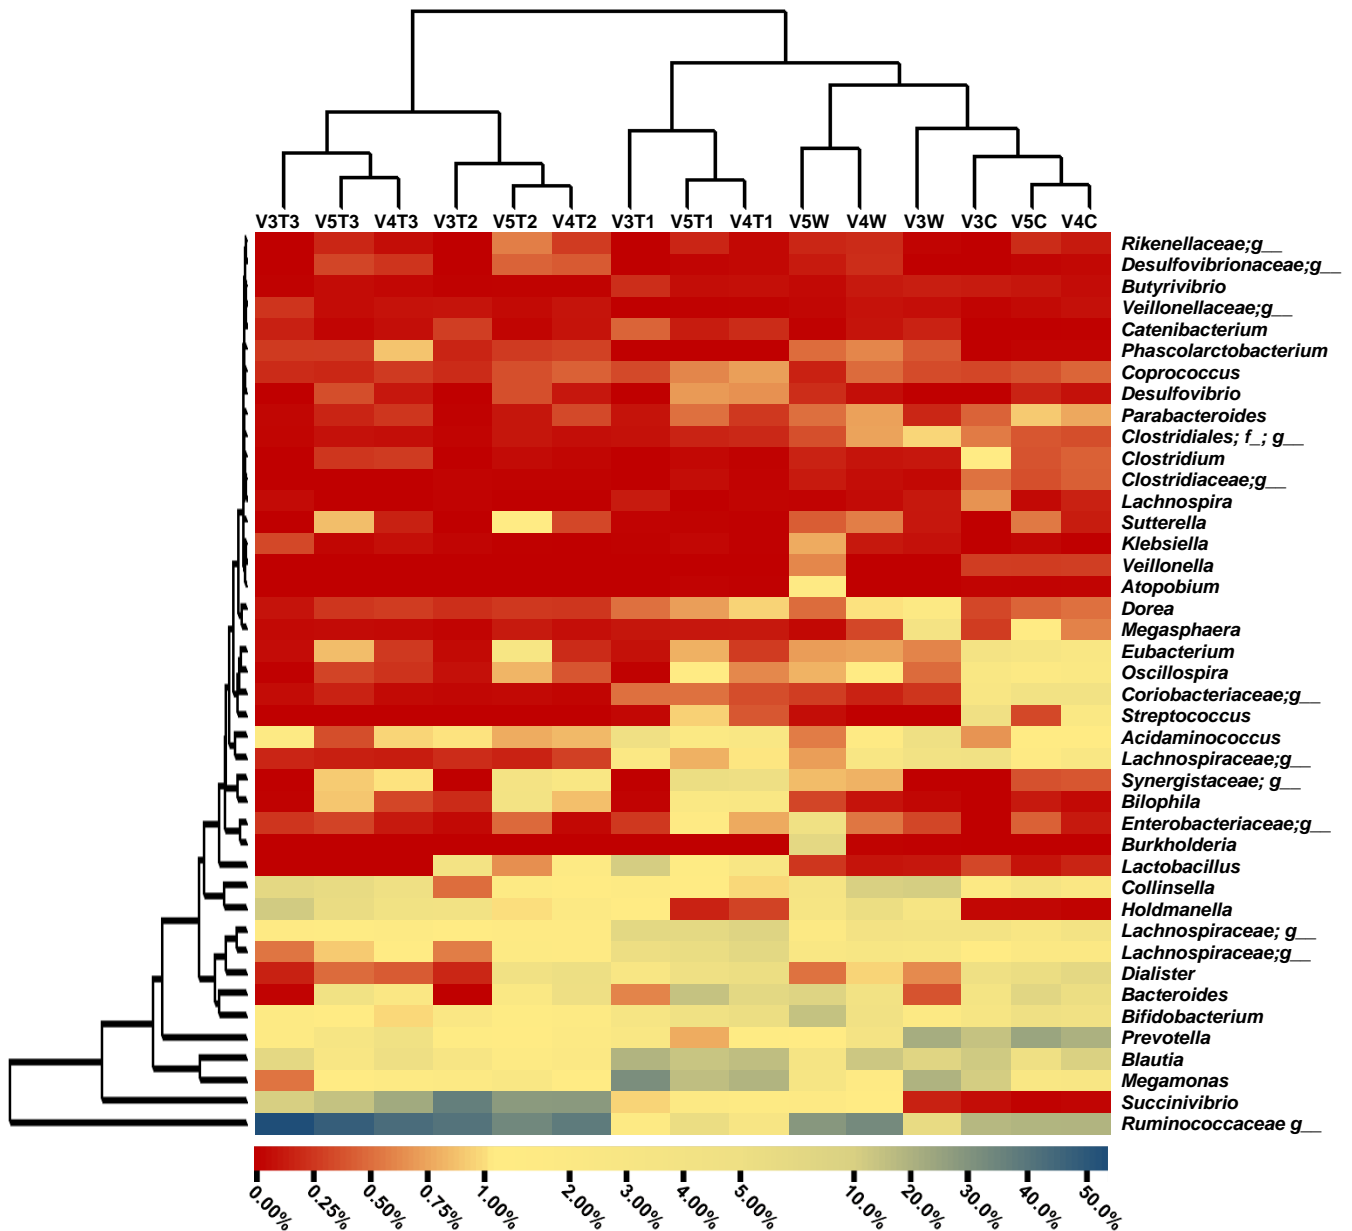 V3T3 V5T3 V4T3 V3T2 V5T2 V4T2 V3T1 V5T1 V4T1 V5W V4W V3W V3C V5C V4C
Rikenellaceae;g__
Desulfovibrionaceae;g__
Butyrivibrio
Veillonellaceae;g__
Catenibacterium
Phascolarctobacterium
Coprococcus
Desulfovibrio
Parabacteroides
Clostridiales; f_; g__
Clostridium
Clostridiaceae;g__
Lachnospira
Sutterella
Klebsiella
Veillonella
Atopobium
Dorea
Megasphaera
Eubacterium
Oscillospira
Coriobacteriaceae;g__
Streptococcus
Acidaminococcus
Lachnospiraceae;g__
Synergistaceae; g__
Bilophila
Enterobacteriaceae;g__
Burkholderia
Lactobacillus
Collinsella
Holdmanella
Lachnospiraceae; g__
Lachnospiraceae;g__
Dialister
Bacteroides
Bifidobacterium
Prevotella
Blautia
Megamonas
Succinivibrio
Ruminococcaceae g__
0.00% 0.25% 0.50% 0.75% 1.00% 2.00% 3.00% 4.00% 5.00% 10.0% 20.0% 30.0% 40.0% 50.0%